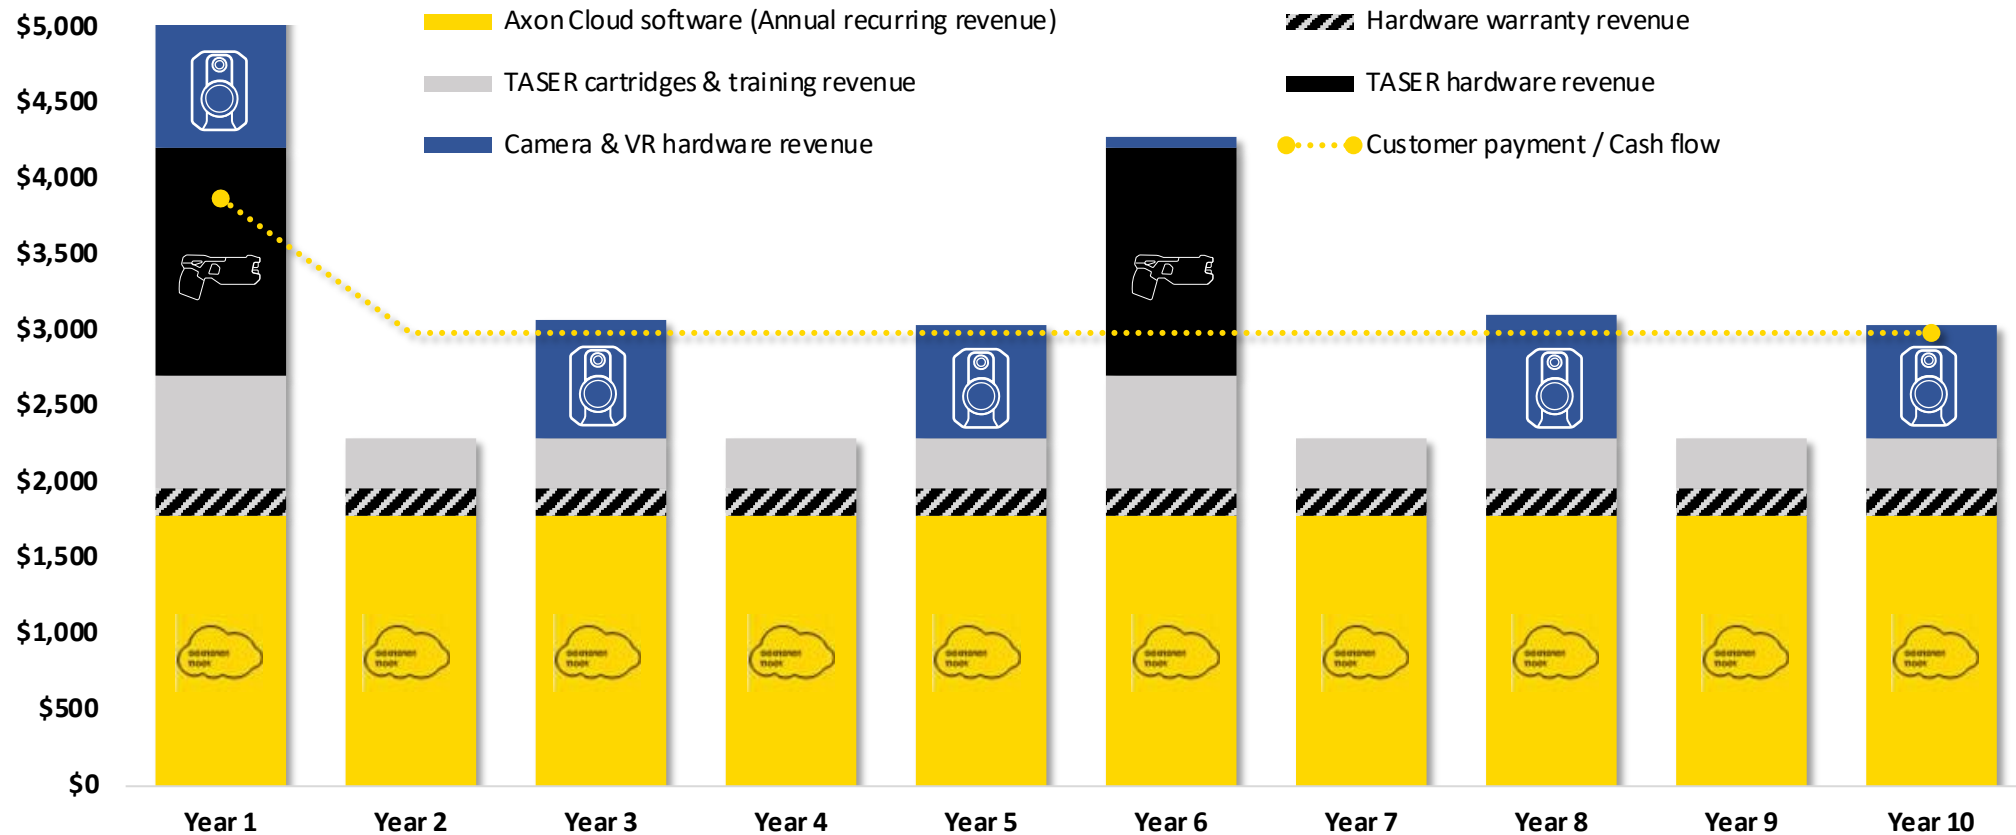 $5,000
$4,500
$4,000
$3,500
$3,000
$2,500
$2,000
$1,500
$1,000
$500
$0
Axon Cloud software (Annual recurring revenue)
Hardware warranty revenue
TASER cartridges & training revenue
TASER hardware revenue
Camera & VR hardware revenue
Customer payment / Cash flow
Year 1
Year 2
Year 3
Year 4
Year 5
Year 6
Year 7
Year 8
Year 9
Year 10